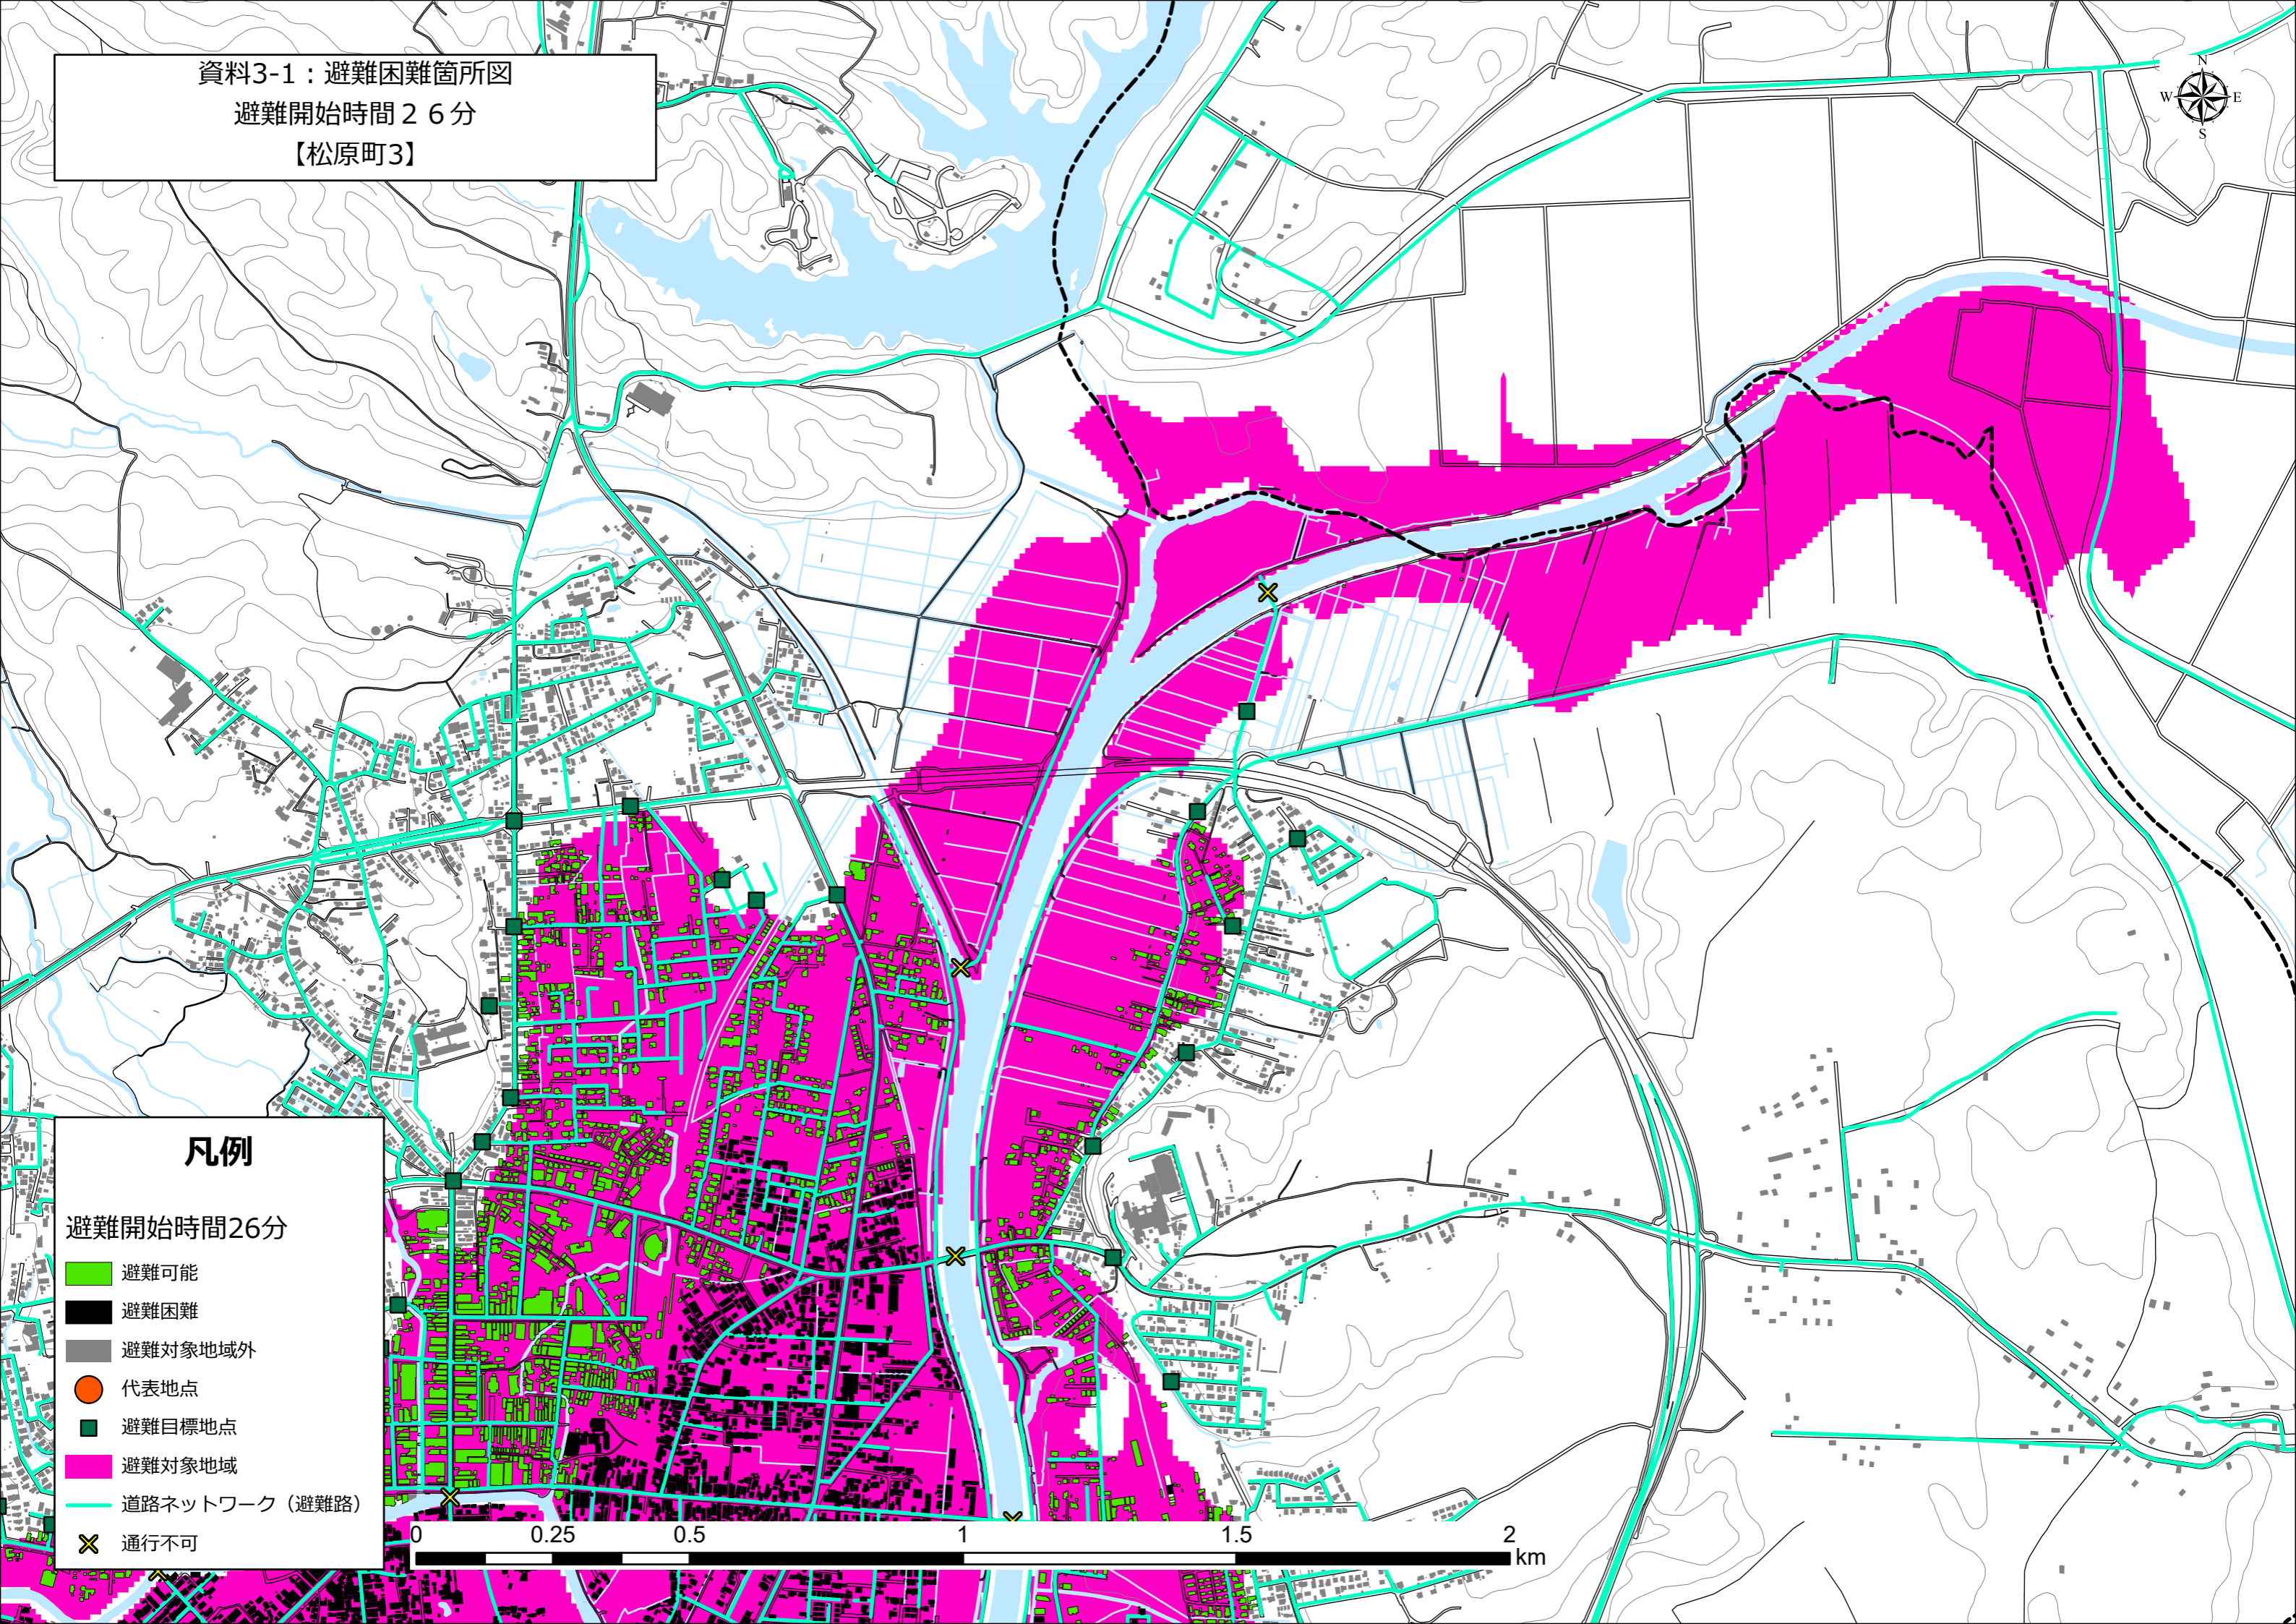 資料3-1：避難困難箇所図
避難開始時間２６分
【松原町3】
N
W E
S
凡例
避難開始時間26分
避難可能
避難困難
避難対象地域外
代表地点
避難目標地点
避難対象地域
道路ネットワーク（避難路）
通行不可
0 0.25 0.5 1 1.5 2
km